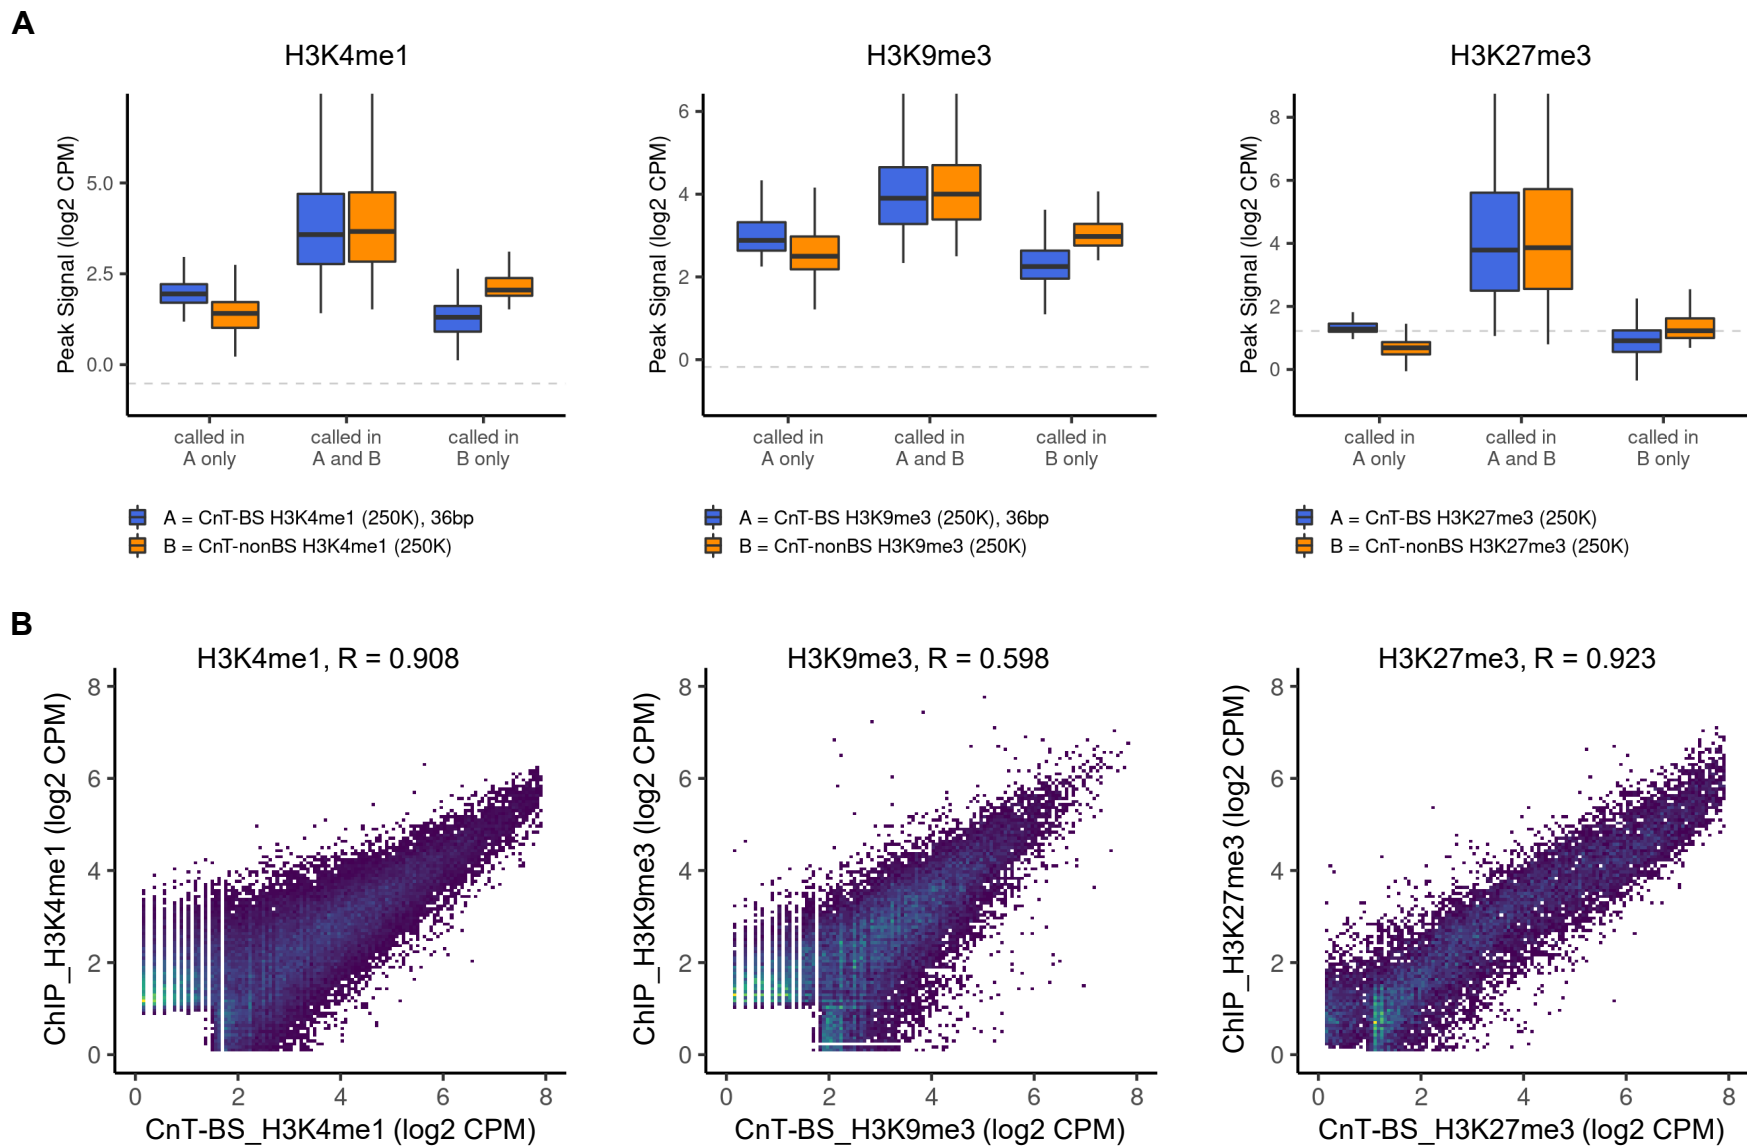 A
H3K4me1
Peak Signal (log2 CPM)
5.0
2.5
0.0
called in
A only
called in
A and B
called in
B only
A = CnT-BS H3K4me1 (250K), 36bp
B = CnT-nonBS H3K4me1 (250K)
H3K9me3
Peak Signal (log2 CPM)
6
4
2
0
called in
A only
called in
A and B
called in
B only
A = CnT-BS H3K9me3 (250K), 36bp
B = CnT-nonBS H3K9me3 (250K)
H3K27me3
Peak Signal (log2 CPM)
8
6
4
2
0
called in
A only
called in
A and B
called in
B only
A = CnT-BS H3K27me3 (250K)
B = CnT-nonBS H3K27me3 (250K)
B
H3K4me1, R = 0.908
ChIP_H3K4me1 (log2 CPM)
8
6
4
2
0
0 2 4 6 8
CnT-BS_H3K4me1 (log2 CPM)
H3K9me3, R = 0.598
ChIP_H3K9me3 (log2 CPM)
8
6
4
2
0
0 2 4 6 8
CnT-BS_H3K9me3 (log2 CPM)
H3K27me3, R = 0.923
ChIP_H3K27me3 (log2 CPM)
8
6
4
2
0
0 2 4 6 8
CnT-BS_H3K27me3 (log2 CPM)